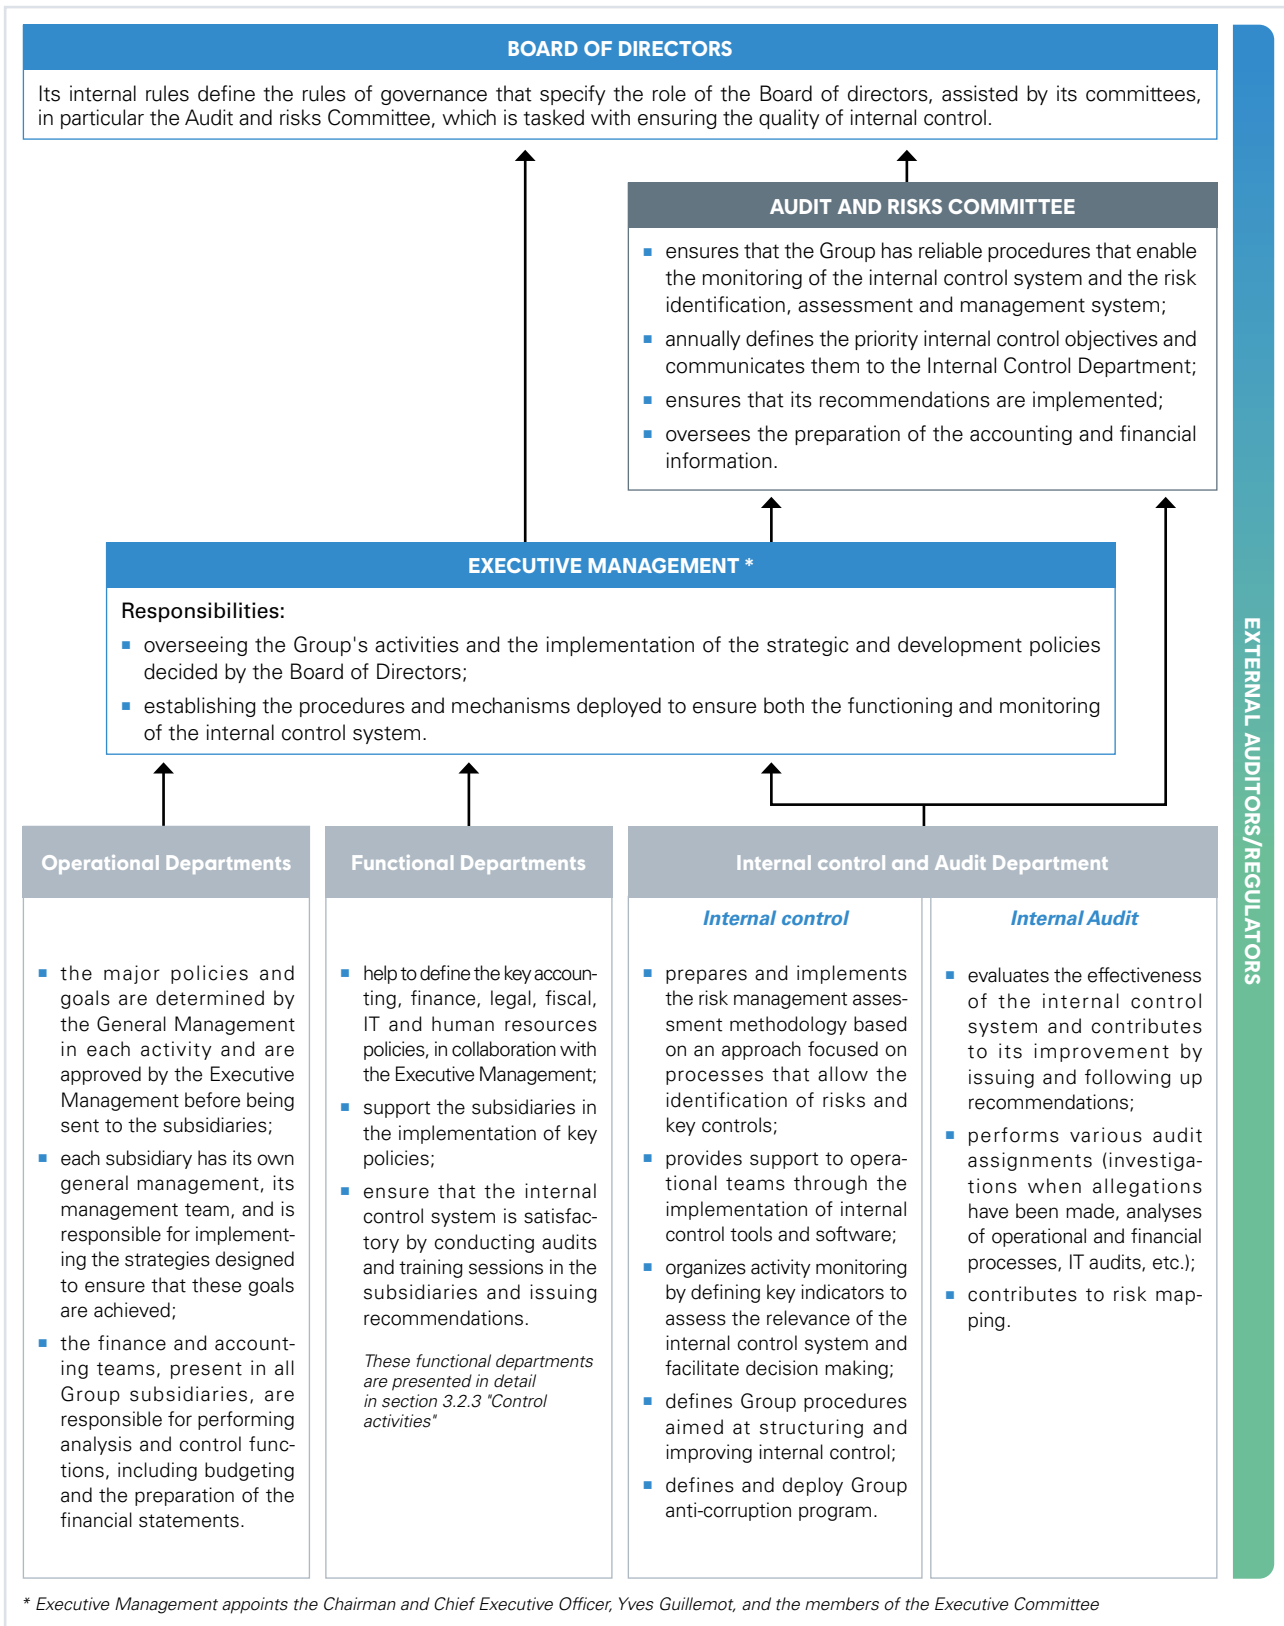 BOARD OF DIRECTORS
Its internal rules define the rules of governance that specify the role of the Board of directors, assisted by its committees,
in particular the Audit and risks Committee, which is tasked with ensuring the quality of internal control.
AUDIT AND RISKS COMMITTEE
▪ ensures that the Group has reliable procedures that enable
the monitoring of the internal control system and the risk
identification, assessment and management system;
▪ annually defines the priority internal control objectives and
communicates them to the Internal Control Department;
▪ ensures that its recommendations are implemented;
▪ oversees the preparation of the accounting and financial
information.
EXECUTIVE MANAGEMENT *
Responsibilities:
▪ overseeing the Group's activities and the implementation of the strategic and development policies
decided by the Board of Directors;
▪ establishing the procedures and mechanisms deployed to ensure both the functioning and monitoring
of the internal control system.
Operational Departments
▪ the major policies and
goals are determined by
the General Management
in each activity and are
approved by the Executive
Management before being
sent to the subsidiaries;
▪ each subsidiary has its own
general management, its
management team, and is
responsible for implement-
ing the strategies designed
to ensure that these goals
are achieved;
▪ the finance and account-
ing teams, present in all
Group subsidiaries, are
responsible for performing
analysis and control func-
tions, including budgeting
and the preparation of the
financial statements.
Functional Departments
▪ help to define the key accoun-
ting, finance, legal, fiscal,
IT and human resources
policies, in collaboration with
the Executive Management;
▪ support the subsidiaries in
the implementation of key
policies;
▪ ensure that the internal
control system is satisfac-
tory by conducting audits
and training sessions in the
subsidiaries and issuing
recommendations.
These functional departments
are presented in detail
in section 3.2.3 "Control
activities"
Internal control and Audit Department
Internal control
▪ prepares and implements
the risk management asses-
sment methodology based
on an approach focused on
processes that allow the
identification of risks and
key controls;
▪ provides support to opera-
tional teams through the
implementation of internal
control tools and software;
▪ organizes activity monitoring
by defining key indicators to
assess the relevance of the
internal control system and
facilitate decision making;
▪ defines Group procedures
aimed at structuring and
improving internal control;
▪ defines and deploy Group
anti-corruption program.
Internal Audit
▪ evaluates the effectiveness
of the internal control
system and contributes
to its improvement by
issuing and following up
recommendations;
▪ performs various audit
assignments (investiga-
tions when allegations
have been made, analyses
of operational and financial
processes, IT audits, etc.);
▪ contributes to risk map-
ping.
EXTERNAL AUDITORS/REGULATORS
* Executive Management appoints the Chairman and Chief Executive Officer, Yves Guillemot, and the members of the Executive Committee